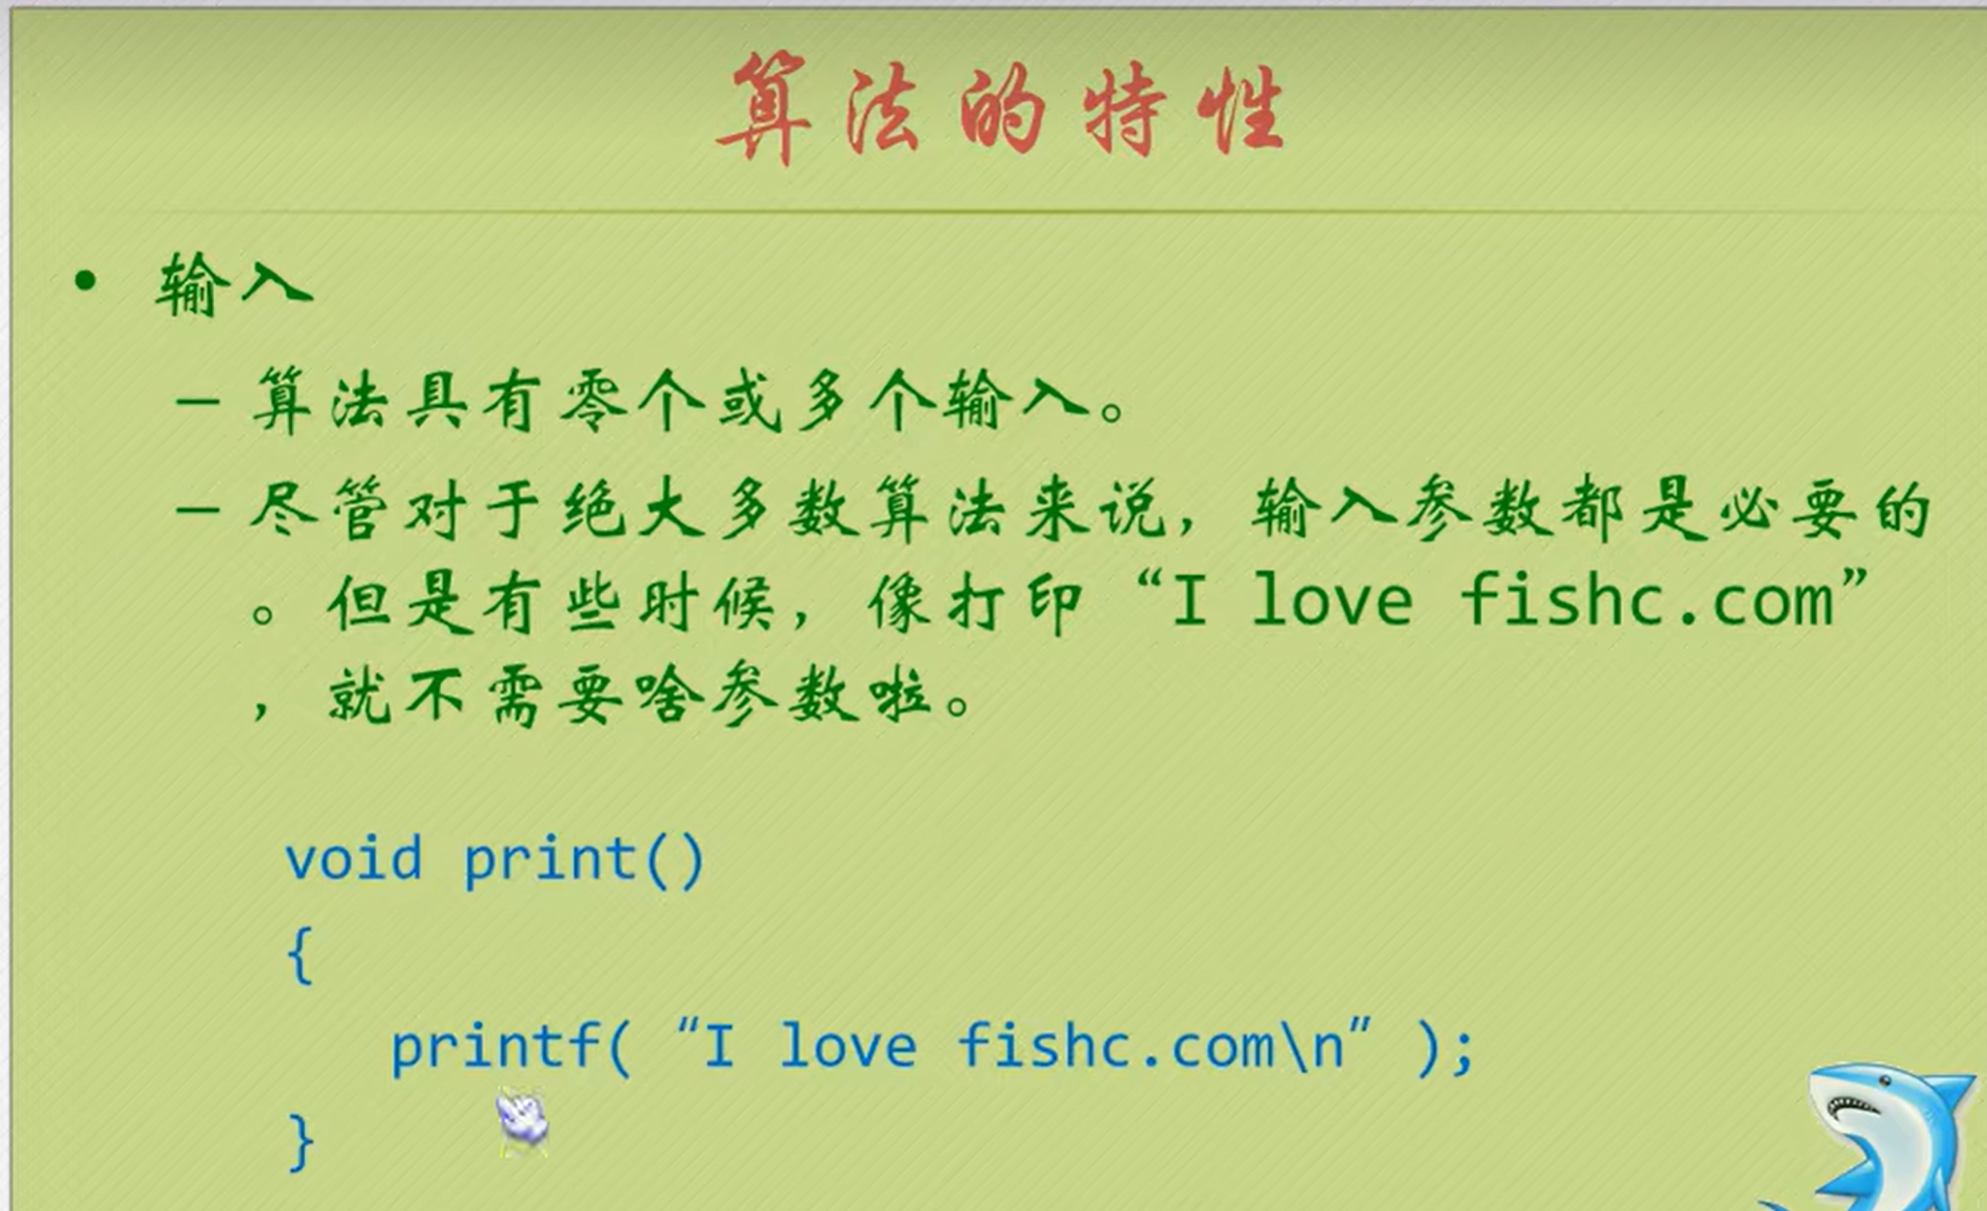 算法的特性
• 输入
– 算法具有零个或多个输入。
– 尽管对于绝大多数算法来说，输入参数都是必要的
。但是有些时候，像打印“I love fishc.com”
，就不需要啥参数啦。
void print()
{
printf( “I love fishc.com\n” );
}